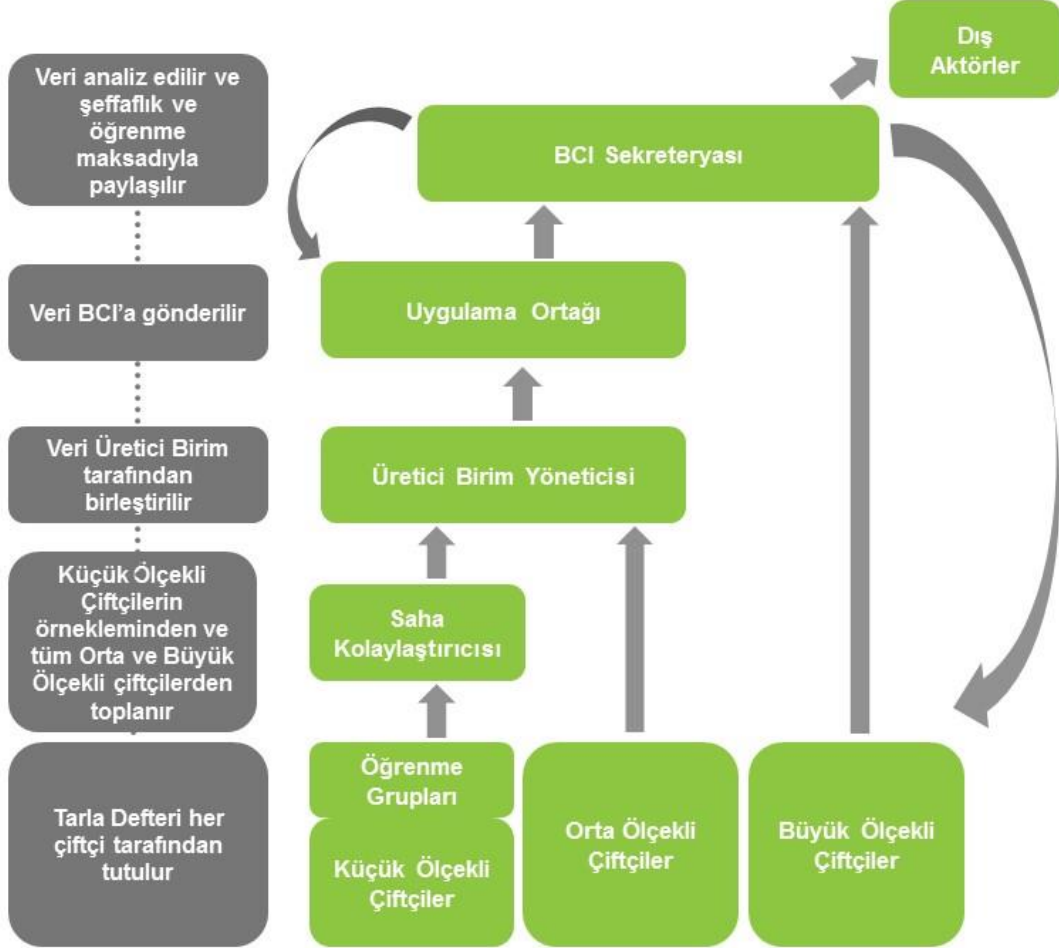 Dış
Aktörler
Veri analiz edilir ve
şeffaflık ve
öğrenme
maksadıyla
paylaşılır
BCI Sekreteryası
Veri BCI'a gönderilir
Uygulama Ortağı
Veri Üretici Birim
tarafından
birleştirilir
Üretici Birim Yöneticisi
Küçük Ölçekli
Çiftçilerin
örnekleminden ve
tüm Orta ve Büyük
Ölçekli çiftçilerden
toplanır
Saha
Kolaylaştırıcısı
Tarla Defteri her
çiftçi tarafından
tutulur
Öğrenme
Grupları
Küçük Ölçekli
Çiftçiler
Orta Ölçekli
Çiftçiler
Büyük Ölçekli
Çiftçiler